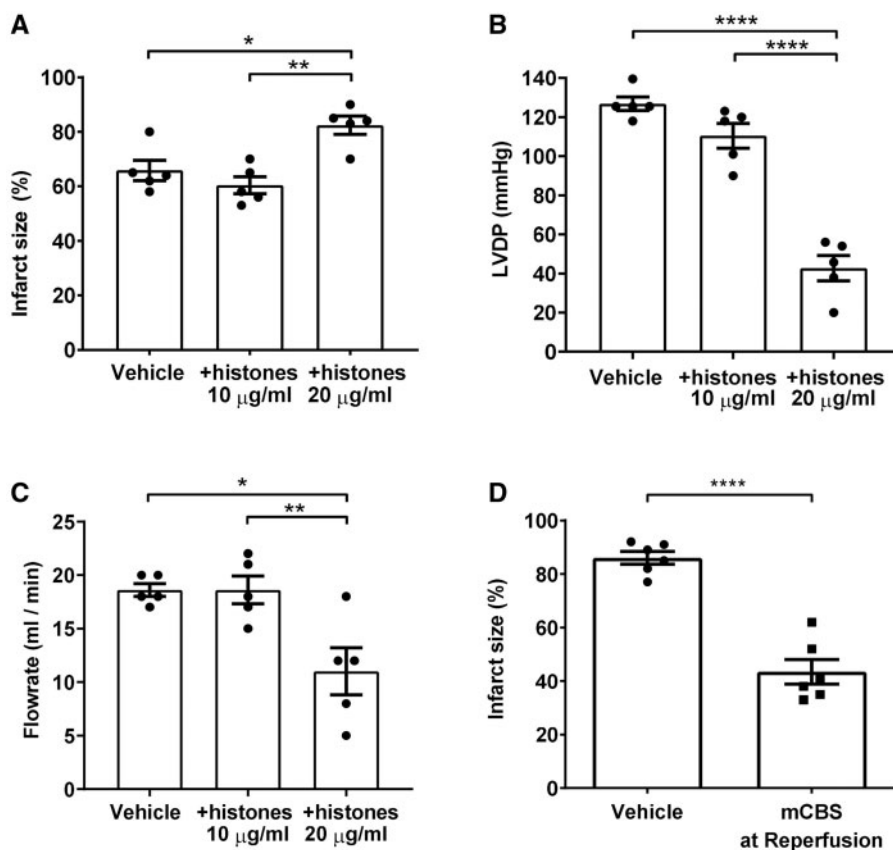 A
*
**
100
80
60
40
20
0
Infarct size (%)
Vehicle
+histones
10 μg/ml
+histones
20 μg/ml
B
****
****
140
120
100
80
60
40
20
0
LVDP (mmHg)
Vehicle
+histones
10 μg/ml
+histones
20 μg/ml
C
*
**
25
20
15
10
5
0
Flowrate (ml / min)
Vehicle
+histones
10 μg/ml
+histones
20 μg/ml
D
****
100
80
60
40
20
0
Infarct size (%)
Vehicle
mCBS
at Reperfusion